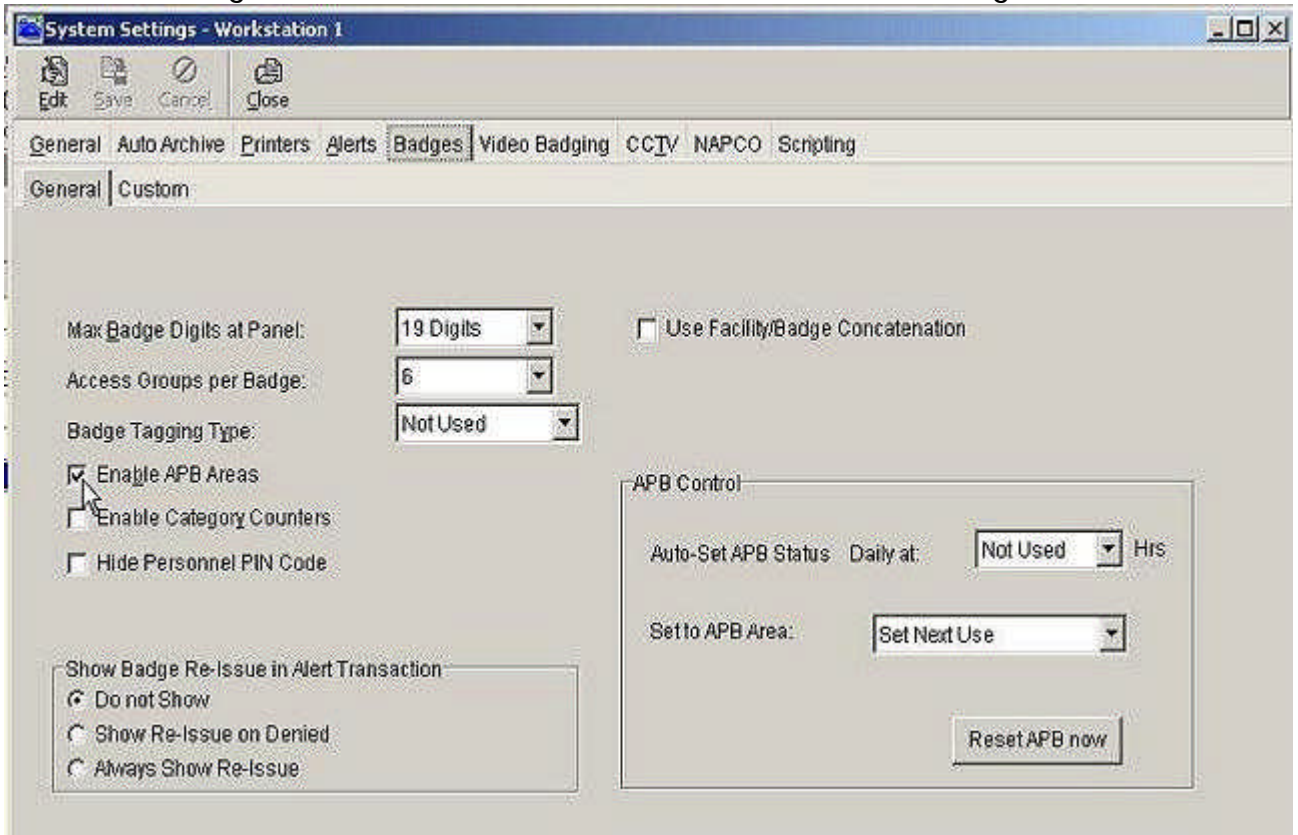 System Settings - Workstation 1
Edit Save Cancel Close
General Auto Archive Printers Alerts Badges Video Badging CCTV NAPCO Scripting
General Custom
Max Badge Digits at Panel: 19 Digits Use Facility/Badge Concatenation
Access Groups per Badge: 6
Badge Tagging Type: Not Used
Enable APB Areas
Enable Category Counters
Hide Personnel PIN Code
APB Control
Auto-Set APB Status Daily at: Not Used Hrs
Set to APB Area: Set Next Use
Reset APB now
Show Badge Re-Issue in Alert Transaction
Do not Show
Show Re-Issue on Denied
Always Show Re-Issue